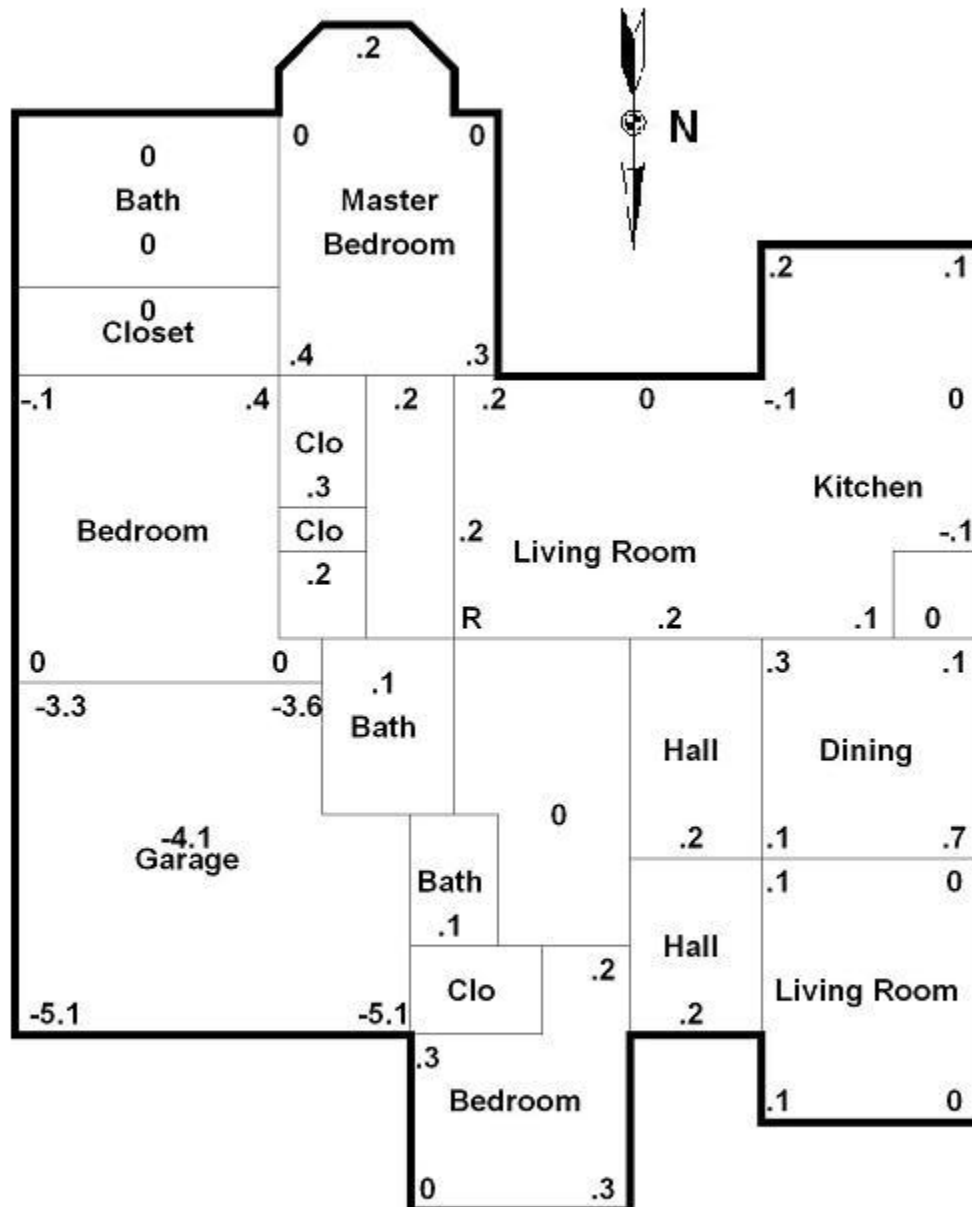 .2
N
0 0
0
Bath
Master
Bedroom
0
.2 .1
0
Closet
.4 .3
-.1 .4 .2 .2 0 -.1 0
Clo
.3
Kitchen
Bedroom
Clo
.2
Living Room
-.1
.2
R .2 .1 0
0 0 .3 .1
-3.3 -3.6
.1
Bath
Hall
Dining
0
-4.1
Garage
.2 .1 .7
Bath
.1 0
.1
Hall
.2
Clo
Living Room
-5.1 -5.1
.2
.3
Bedroom
.1 0
0 .3